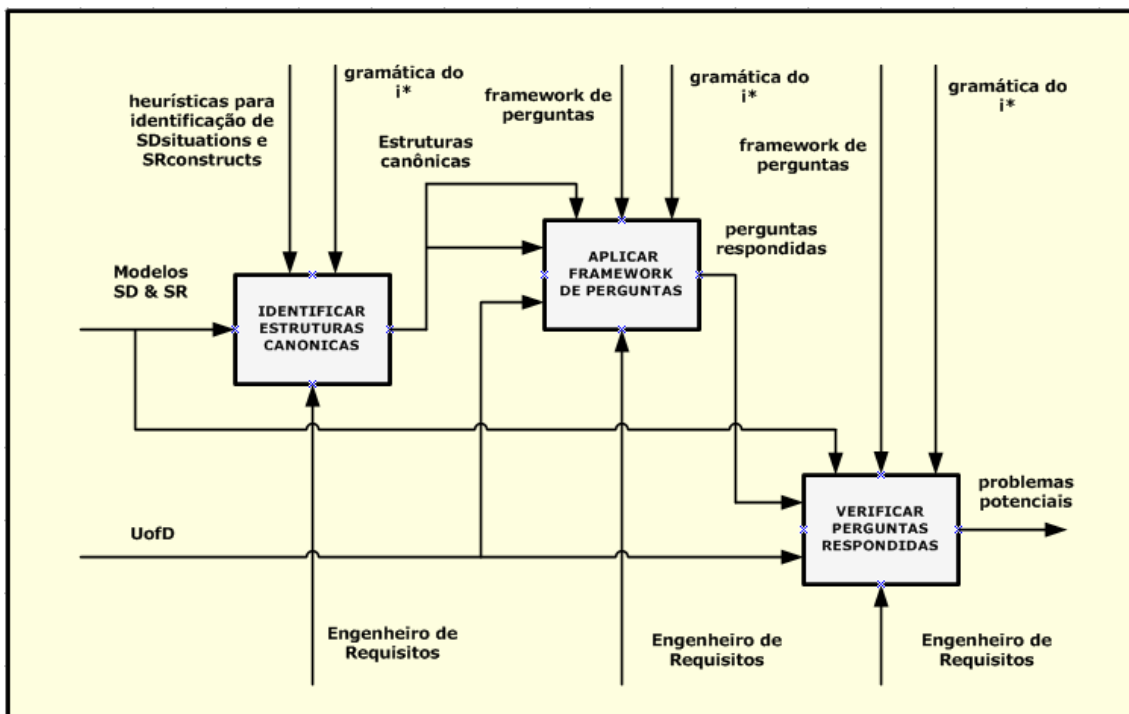 gramática do
i*
heurísticas para
identificação de
SDsituations e
SRconstructs
Estruturas
canônicas
framework de
perguntas
gramática do
i*
framework de
perguntas
gramática do
i*
Modelos
SD & SR
IDENTIFICAR
ESTRUTURAS
CANONICAS
APLICAR
FRAMEWORK
DE PERGUNTAS
perguntas
respondidas
UofD
VERIFICAR
PERGUNTAS
RESPONDIDAS
problemas
potenciais
Engenheiro de
Requisitos
Engenheiro de
Requisitos
Engenheiro de
Requisitos